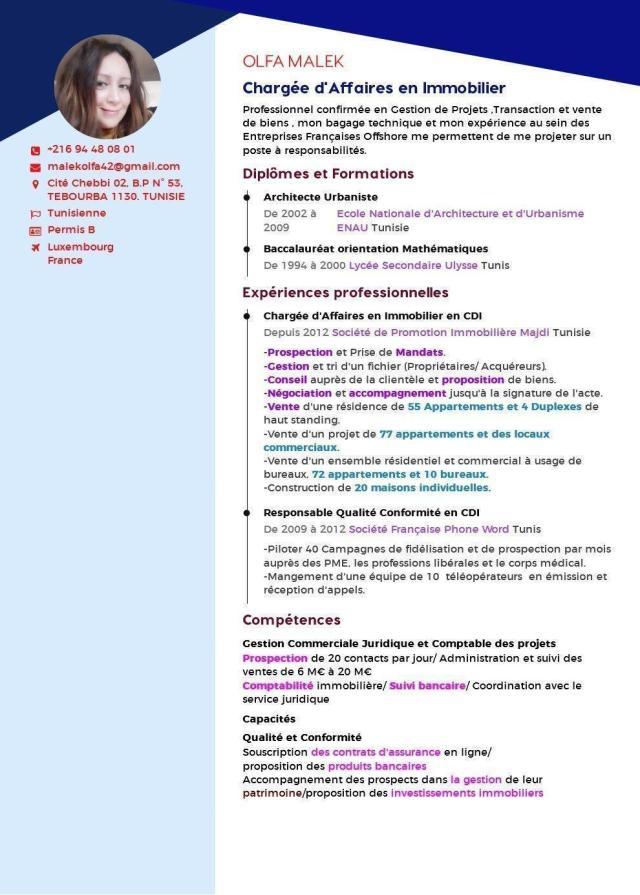 +216 94 48 08 01
malekolfa42@gmail.com
Cité Chebbi 02, B.P N° 53,
TEBOURBA 1130. TUNISIE
Tunisienne
Permis B
Luxembourg
France
OLFA MALEK
Chargée d'Affaires en Immobilier
Professionnel confirmée en Gestion de Projets ,Transaction et vente
de biens , mon bagage technique et mon expérience au sein des
Entreprises Françaises Offshore me permettent de me projeter sur un
poste à responsabilités.
Diplômes et Formations
Architecte Urbaniste
De 2002 à 2009 Ecole Nationale d'Architecture et d'Urbanisme
ENAU Tunisie
Baccalauréat orientation Mathématiques
De 1994 à 2000 Lycée Secondaire Ulysse Tunis
Expériences professionnelles
Chargée d'Affaires en Immobilier en CDI
Depuis 2012 Société de Promotion Immobilière Majdi Tunisie
-Prospection et Prise de Mandats.
-Gestion et tri d'un fichier (Propriétaires/ Acquéreurs).
-Conseil auprès de la clientèle et proposition de biens.
-Négociation et accompagnement jusqu'à la signature de l'acte.
-Vente d'une résidence de 55 Appartements et 4 Duplexes de
haut standing.
-Vente d'un projet de 77 appartements et des locaux
commerciaux.
-Vente d'un ensemble résidentiel et commercial à usage de
bureaux, 72 appartements et 10 bureaux.
-Construction de 20 maisons individuelles.
Responsable Qualité Conformité en CDI
De 2009 à 2012 Société Française Phone Word Tunis
-Piloter 40 Campagnes de fidélisation et de prospection par mois
auprès des PME, les professions libérales et le corps médical.
-Mangement d'une équipe de 10 téléopérateurs en émission et
réception d'appels.
Compétences
Gestion Commerciale Juridique et Comptable des projets
Prospection de 20 contacts par jour/ Administration et suivi des
ventes de 6 M€ à 20 M€
Comptabilité immobilière/ Suivi bancaire/ Coordination avec le
service juridique
Capacités
Qualité et Conformité
Souscription des contrats d'assurance en ligne/
proposition des produits bancaires
Accompagnement des prospects dans la gestion de leur
patrimoine/proposition des investissements immobiliers